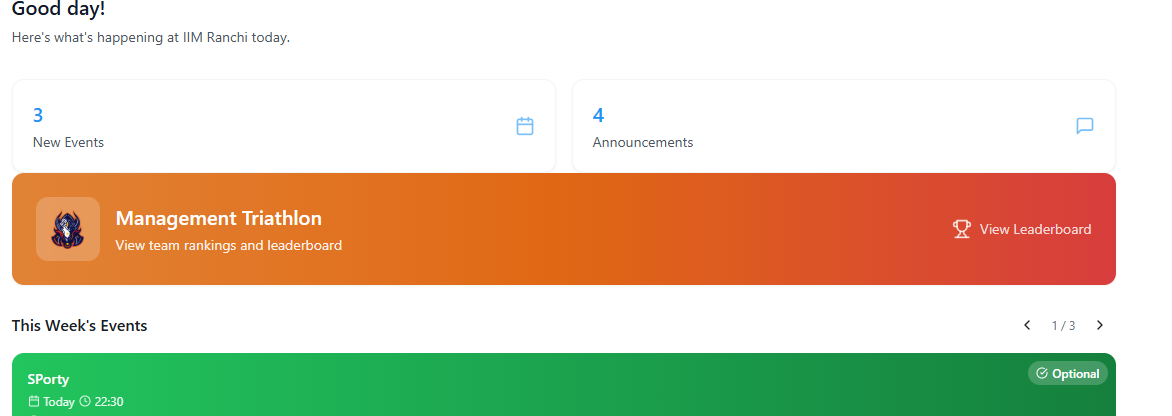 Good day!
Here's what's happening at IIM Ranchi today.
3
New Events
4
Announcements
Management Triathlon
View team rankings and leaderboard
View Leaderboard
This Week's Events
1 / 3
SPorty
Optional
Today 22:30